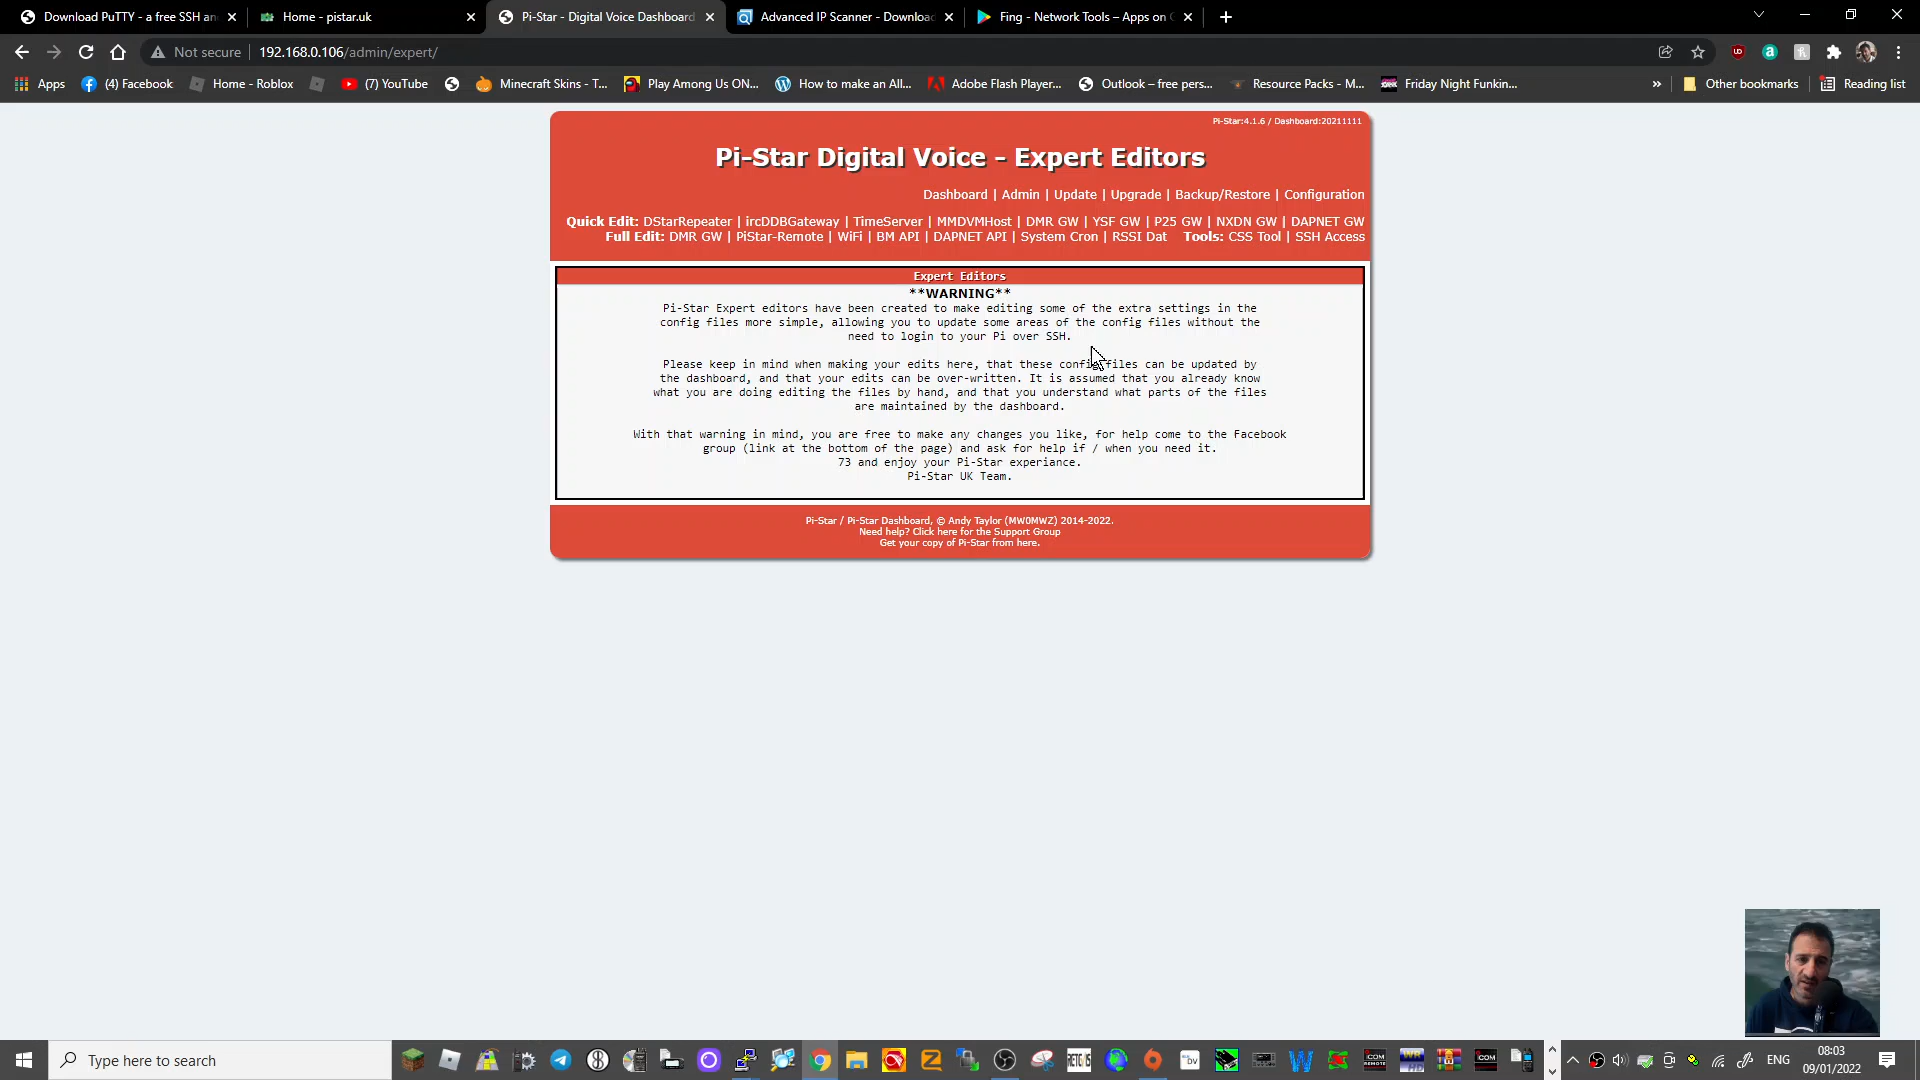 Download PuTTY - a free SSH an
Home - pistar.uk
Pi-Star - Digital Voice Dashboard
Advanced IP Scanner - Download
Fing - Network Tools – Apps on G
Not secure
192.168.0.106/admin/expert/
Apps
(4) Facebook
Home - Roblox
(7) YouTube
Minecraft Skins - T...
Play Among Us ON...
How to make an All...
Adobe Flash Player...
Outlook – free pers...
Resource Packs - M...
Friday Night Funkin...
»
Other bookmarks
Reading list
Pi-Star:4.1.6 / Dashboard:20211111
Pi-Star Digital Voice - Expert Editors
Dashboard | Admin | Update | Upgrade | Backup/Restore | Configuration
Quick Edit: DStarRepeater | ircDDBGateway | TimeServer | MMDVMHost | DMR GW | YSF GW | P25 GW | NXDN GW | DAPNET GW
Full Edit: DMR GW | PiStar-Remote | WiFi | BM API | DAPNET API | System Cron | RSSI Dat Tools: CSS Tool | SSH Access
Expert Editors
**WARNING**
Pi-Star Expert editors have been created to make editing some of the extra settings in the
config files more simple, allowing you to update some areas of the config files without the
need to login to your Pi over SSH.
Please keep in mind when making your edits here, that these config files can be updated by
the dashboard, and that your edits can be over-written. It is assumed that you already know
what you are doing editing the files by hand, and that you understand what parts of the files
are maintained by the dashboard.
With that warning in mind, you are free to make any changes you like, for help come to the Facebook
group (link at the bottom of the page) and ask for help if / when you need it.
73 and enjoy your Pi-Star experiance.
Pi-Star UK Team.
Pi-Star / Pi-Star Dashboard, © Andy Taylor (MW0MWZ) 2014-2022.
Need help? Click here for the Support Group
Get your copy of Pi-Star from here.
Type here to search
ENG
08:03
09/01/2022